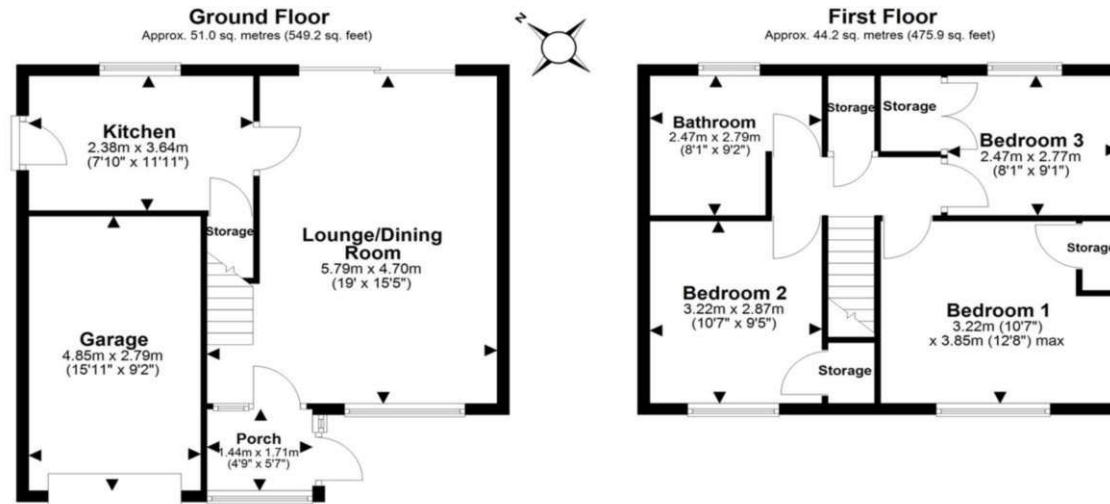 Ground Floor
Approx. 51.0 sq. metres (549.2 sq. feet)
N
Kitchen
2.38m x 3.64m
(7'10" x 11'11")
Storage
Lounge/Dining
Room
5.79m x 4.70m
(19' x 15'5")
Garage
4.85m x 2.79m
(15'11" x 9'2")
Porch
1.44m x 1.71m
(4'9" x 5'7")
First Floor
Approx. 44.2 sq. metres (475.9 sq. feet)
Bathroom
2.47m x 2.79m
(8'1" x 9'2")
Storage
Storage
Bedroom 3
2.47m x 2.77m
(8'1" x 9'1")
Bedroom 2
3.22m x 2.87m
(10'7" x 9'5")
Storage
Bedroom 1
3.22m (10'7")
x 3.85m (12'8") max
Storage